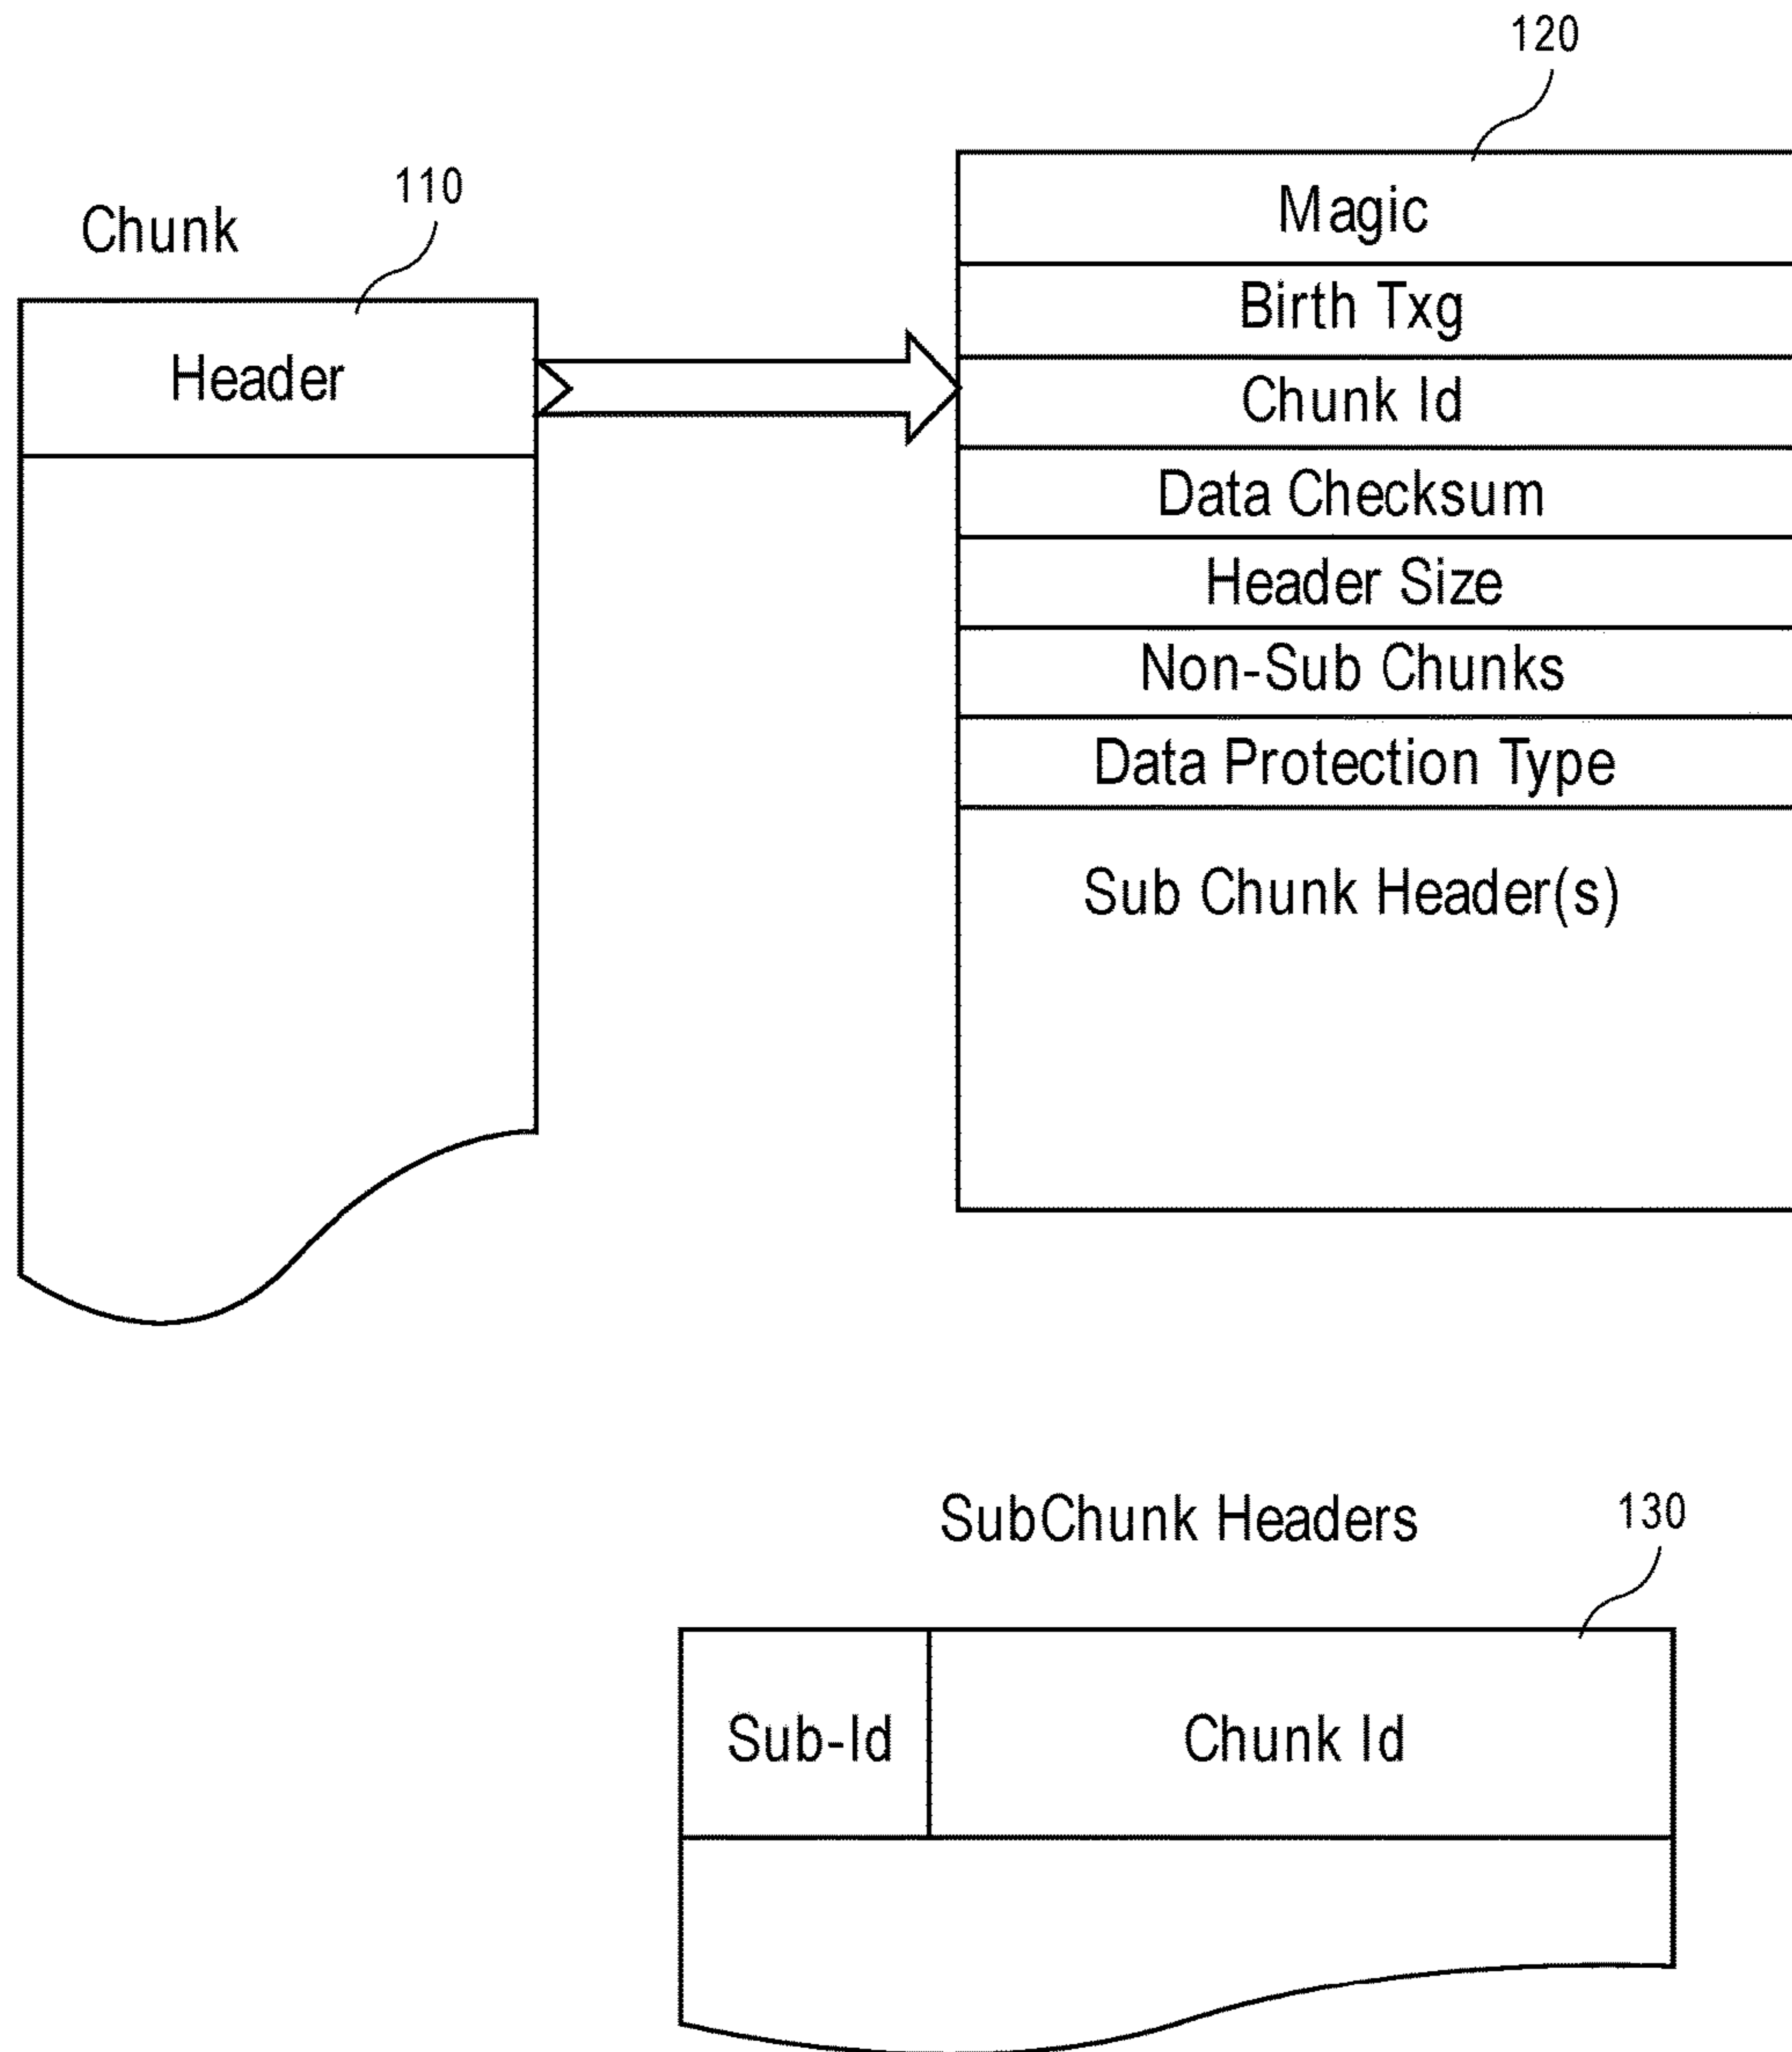 120
110
Chunk
Header
Magic
Birth Txg
Chunk Id
Data Checksum
Header Size
Non-Sub Chunks
Data Protection Type
Sub Chunk Header(s)
SubChunk Headers
130
Sub-Id
Chunk Id